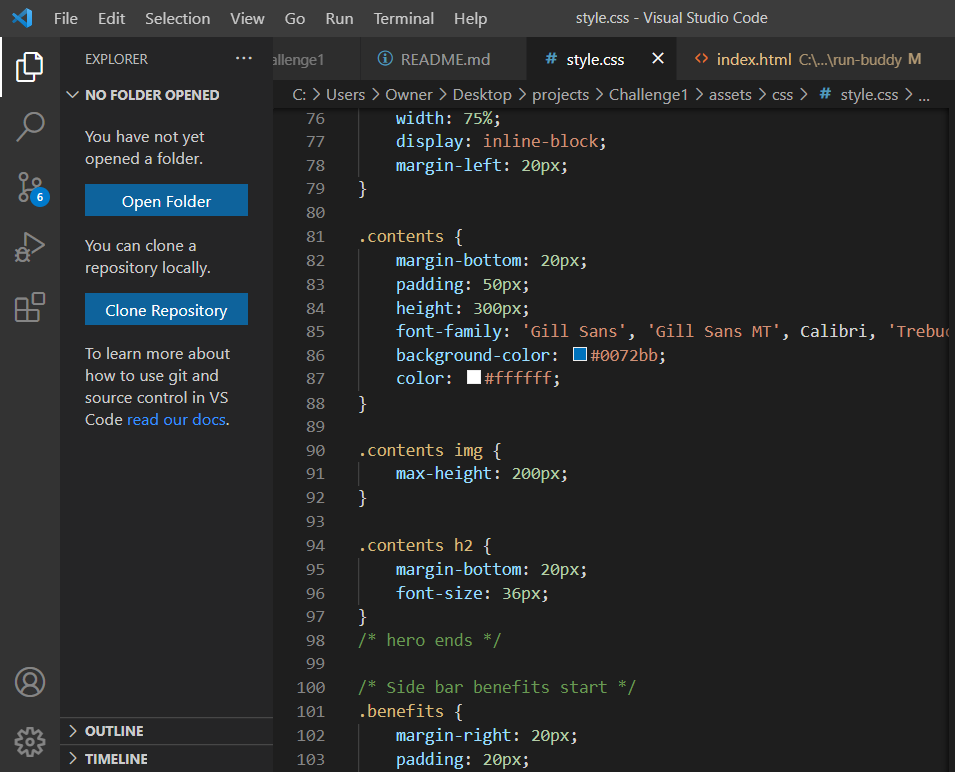 File Edit Selection View Go Run Terminal Help style.css - Visual Studio Code
EXPLORER ···
NO FOLDER OPENED
You have not yet
opened a folder.
Open Folder
You can clone a
repository locally.
Clone Repository
To learn more about
how to use git and
source control in VS
Code read our docs.
OUTLINE
TIMELINE
6
allenge1 README.md # style.css index.html C:\...\run-buddy M
C: > Users > Owner > Desktop > projects > Challenge1 > assets > css > # style.css > ...
76 width: 75%;
77 display: inline-block;
78 margin-left: 20px;
79 }
80
81 .contents {
82 margin-bottom: 20px;
83 padding: 50px;
84 height: 300px;
85 font-family: 'Gill Sans', 'Gill Sans MT', Calibri, 'Trebuc
86 background-color: #0072bb;
87 color: #ffffff;
88 }
89
90 .contents img {
91 max-height: 200px;
92 }
93
94 .contents h2 {
95 margin-bottom: 20px;
96 font-size: 36px;
97 }
98 /* hero ends */
99
100 /* Side bar benefits start */
101 .benefits {
102 margin-right: 20px;
103 padding: 20px;